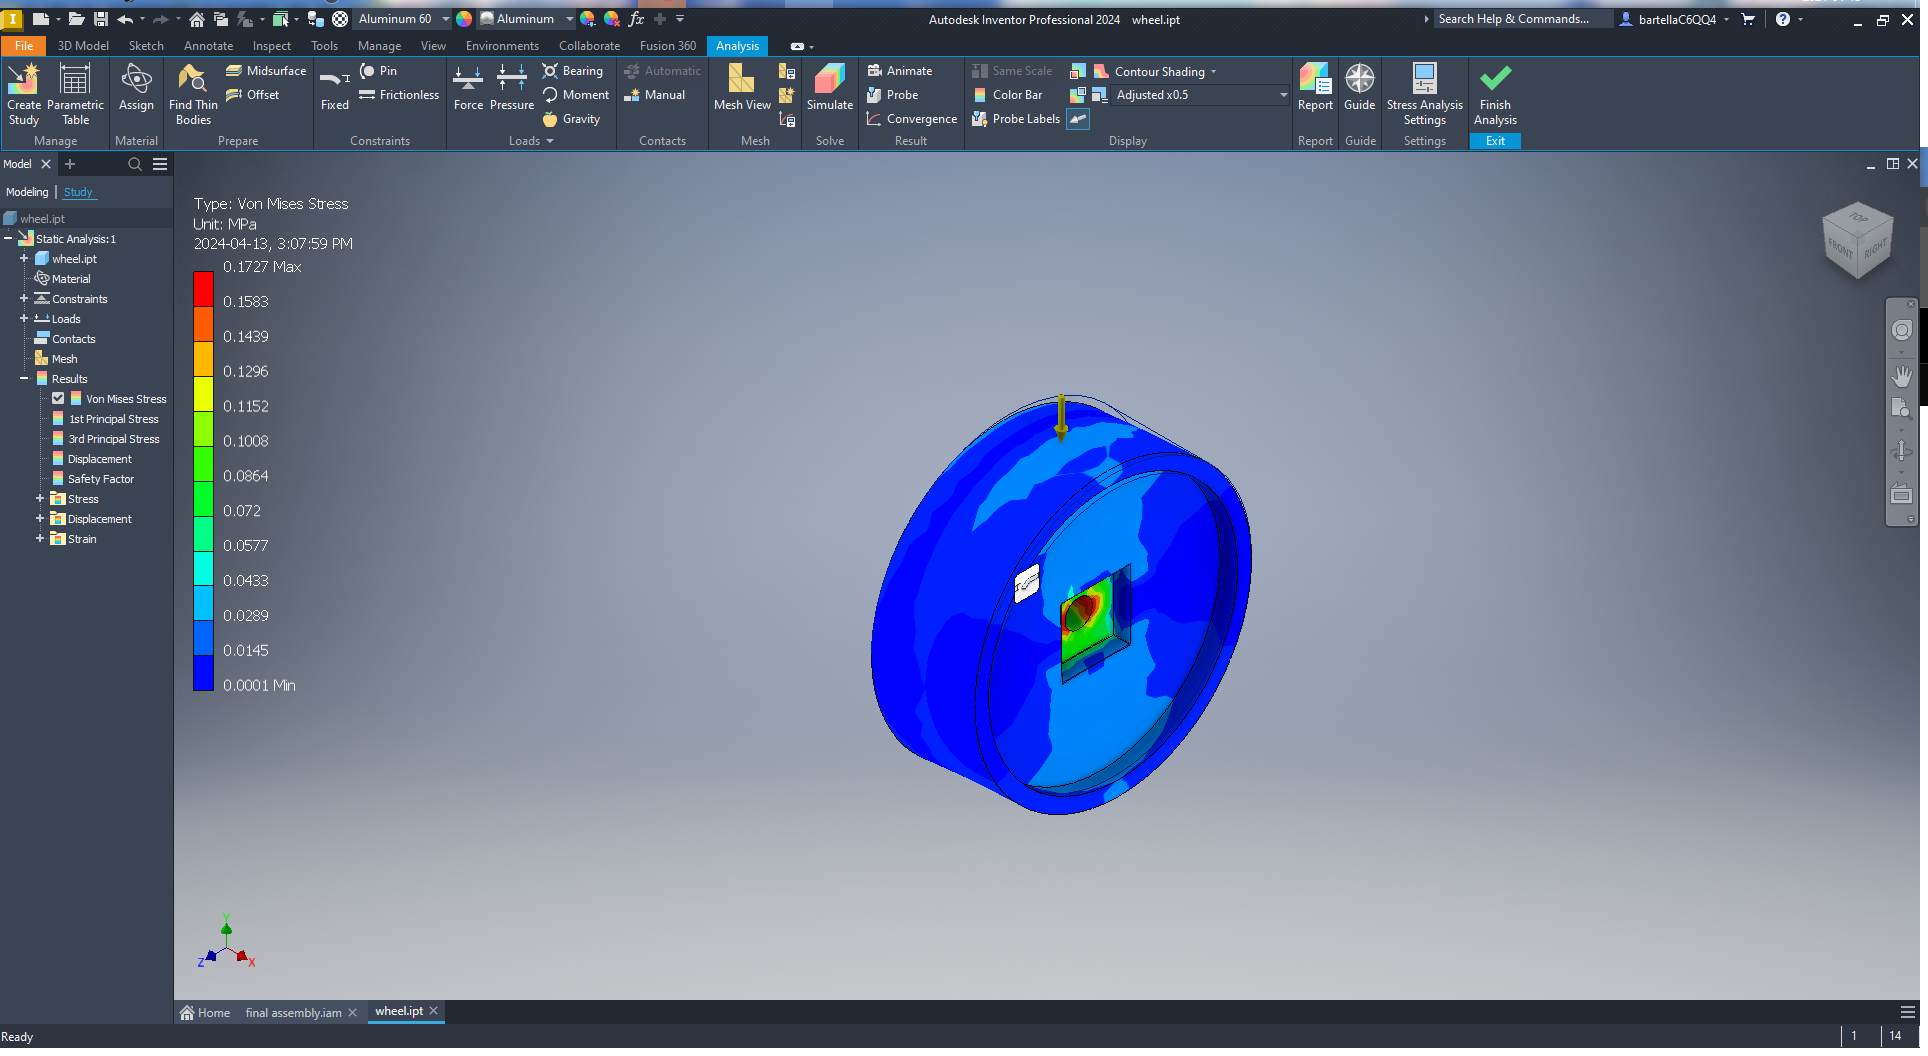 Aluminum 60
Aluminum
fx
Autodesk Inventor Professional 2024 wheel.ipt
Search Help & Commands...
bartellaC6QQ4
File 3D Model Sketch Annotate Inspect Tools Manage View Environments Collaborate Fusion 360 Analysis
Create Study
Parametric Table
Manage
Assign
Material
Find Thin Bodies
Midsurface
Offset
Prepare
Fixed
Pin
Frictionless
Constraints
Force
Pressure
Bearing
Moment
Gravity
Loads
Automatic
Manual
Contacts
Mesh View
Mesh
Simulate
Solve
Animate
Probe
Convergence
Result
Same Scale
Color Bar
Probe Labels
Contour Shading
Adjusted x0.5
Display
Report
Report
Guide
Guide
Stress Analysis Settings
Settings
Finish Analysis
Exit
Model
Modeling | Study
wheel.ipt
Static Analysis:1
wheel.ipt
Material
Constraints
Loads
Contacts
Mesh
Results
Von Mises Stress
1st Principal Stress
3rd Principal Stress
Displacement
Safety Factor
Stress
Displacement
Strain
Type: Von Mises Stress
Unit: MPa
2024-04-13, 3:07:59 PM
0.1727 Max
0.1583
0.1439
0.1296
0.1152
0.1008
0.0864
0.072
0.0577
0.0433
0.0289
0.0145
0.0001 Min
TOP
FRONT
RIGHT
Y
Z
X
Home
final assembly.iam
wheel.ipt
Ready
1
14